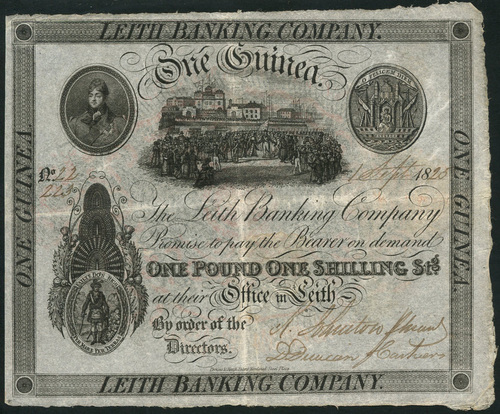 LEITH BANKING COMPANY.
One Guinea.
ONE GUINEA.
ONE GUINEA.
No. 22
223
1 Sept. 1825
The Leith Banking Company
Promise to pay the Bearer on demand
ONE POUND ONE SHILLING Stg.
at their Office in Leith
By order of the
Directors.
LEITH BANKING COMPANY.